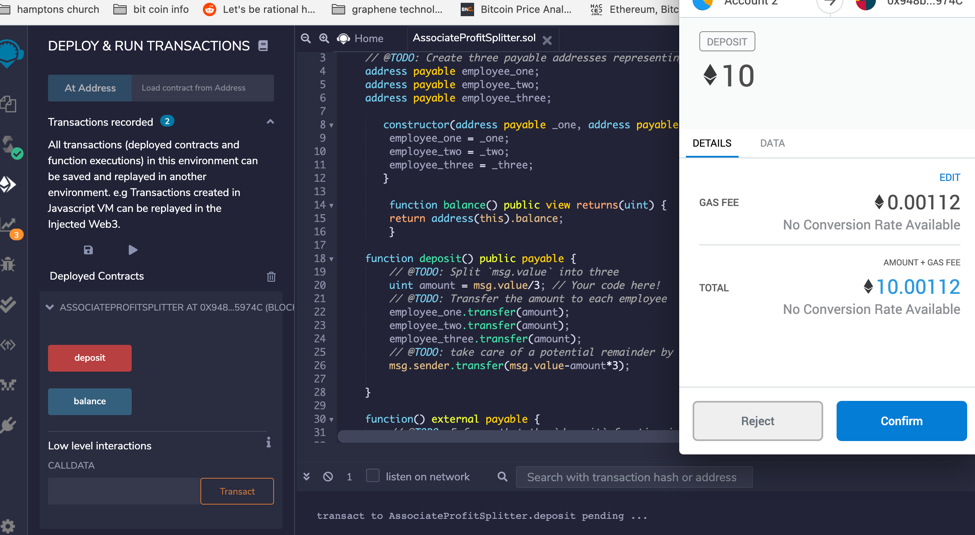 hamptons church
bit coin info
Let's be rational h...
graphene technol...
Bitcoin Price Anal...
Ethereum, Bitc
DEPLOY & RUN TRANSACTIONS
At Address
Load contract from Address
Transactions recorded 2
All transactions (deployed contracts and
function executions) in this environment can
be saved and replayed in another
environment. e.g Transactions created in
Javascript VM can be replayed in the
Injected Web3.
3
Deployed Contracts
ASSOCIATEPROFITSPLITTER AT 0X948...5974C (BLOCK
deposit
balance
Low level interactions
i
CALLDATA
Transact
Home
AssociateProfitSplitter.sol
3 // @TODO: Create three payable addresses representin
4 address payable employee_one;
5 address payable employee_two;
6 address payable employee_three;
7
8 constructor(address payable _one, address payable
9 employee_one = _one;
10 employee_two = _two;
11 employee_three = _three;
12 }
13
14 function balance() public view returns(uint) {
15 return address(this).balance;
16 }
17
18 function deposit() public payable {
19 // @TODO: Split `msg.value` into three
20 uint amount = msg.value/3; // Your code here!
21 // @TODO: Transfer the amount to each employee
22 employee_one.transfer(amount);
23 employee_two.transfer(amount);
24 employee_three.transfer(amount);
25 // @TODO: take care of a potential remainder by
26 msg.sender.transfer(msg.value-amount*3);
27
28 }
29
30 function() external payable {
31
1
listen on network
Search with transaction hash or address
transact to AssociateProfitSplitter.deposit pending ...
Account 2
0x948b...974C
DEPOSIT
10
DETAILS
DATA
EDIT
GAS FEE
0.00112
No Conversion Rate Available
AMOUNT + GAS FEE
TOTAL
10.00112
No Conversion Rate Available
Reject
Confirm